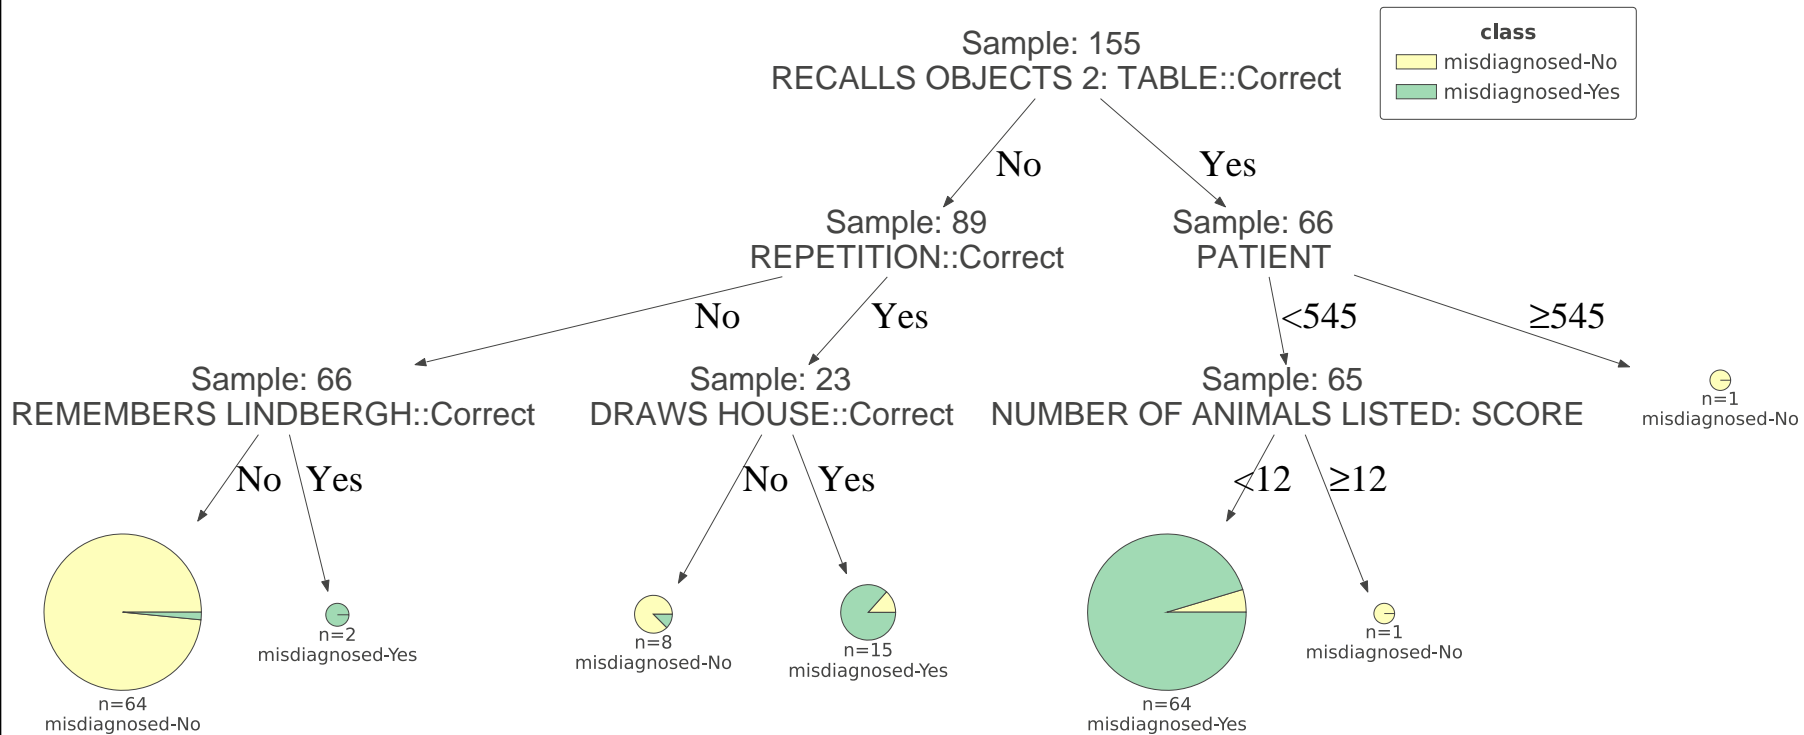 class
misdiagnosed-No
misdiagnosed-Yes
Sample: 155
RECALLS OBJECTS 2: TABLE::Correct
No
Yes
Sample: 89
REPETITION::Correct
Sample: 66
PATIENT
No
Yes
<545
≥545
Sample: 66
REMEMBERS LINDBERGH::Correct
Sample: 23
DRAWS HOUSE::Correct
Sample: 65
NUMBER OF ANIMALS LISTED: SCORE
n=1
misdiagnosed-No
No
Yes
No
Yes
<12
≥12
n=64
misdiagnosed-No
n=2
misdiagnosed-Yes
n=8
misdiagnosed-No
n=15
misdiagnosed-Yes
n=64
misdiagnosed-Yes
n=1
misdiagnosed-No